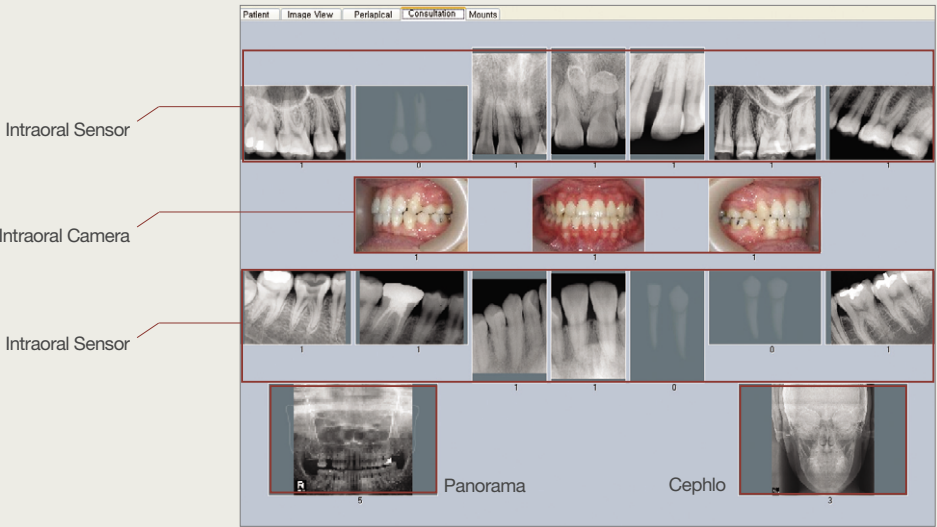 Patient Image View Periapical Consultation Mounts
Intraoral Sensor
1 0 1 1 1 1 1
Intraoral Camera
1 1 1
Intraoral Sensor
1 1 0 1
1 1 0
R
Panorama
Cephlo
5 3